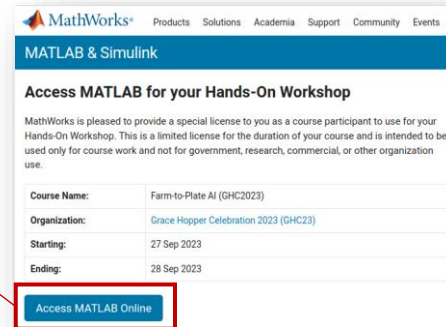 MathWorks® Products Solutions Academia Support Community Events
MATLAB & Simulink
Access MATLAB for your Hands-On Workshop
MathWorks is pleased to provide a special license to you as a course participant to use for your
Hands-On Workshop. This is a limited license for the duration of your course and is intended to be
used only for course work and not for government, research, commercial, or other organization
use.
Course Name: Farm-to-Plate AI (GHC2023)
Organization: Grace Hopper Celebration 2023 (GHC23)
Starting: 27 Sep 2023
Ending: 28 Sep 2023
Access MATLAB Online